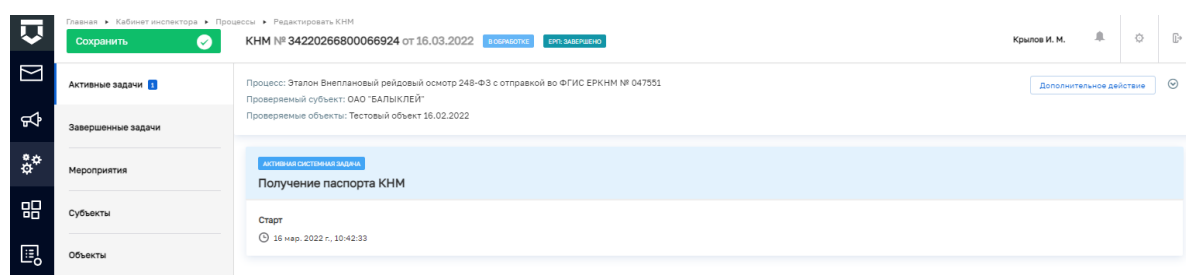 Главная ▸ Кабинет инспектора ▸ Процессы ▸ Редактировать КНМ
Сохранить
КНМ № 34220266800066924 от 16.03.2022 В ОБРАБОТКЕ ЕРП: ЗАВЕРШЕНО
Крылов И. М.
Активные задачи 1
Завершенные задачи
Мероприятия
Субъекты
Объекты
Процесс: Эталон Внеплановый рейдовый осмотр 248-ФЗ с отправкой во ФГИС ЕРКНМ № 047551
Проверяемый субъект: ОАО "БАЛЫКЛЕЙ"
Проверяемые объекты: Тестовый объект 16.02.2022
Дополнительное действие
АКТИВНАЯ СИСТЕМНАЯ ЗАДАЧА
Получение паспорта КНМ
Старт
16 мар. 2022 г., 10:42:33